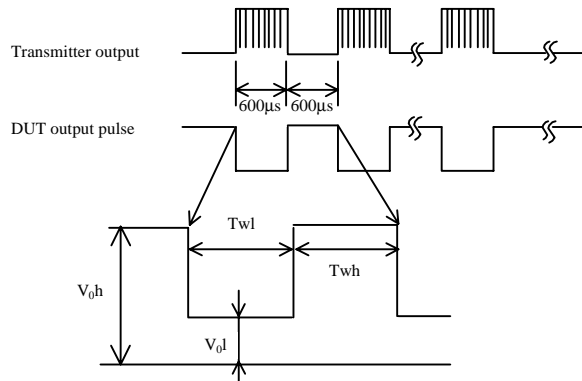 Transmitter output
600μs 600μs
DUT output pulse
Twl
Twh
V₀h
V₀l